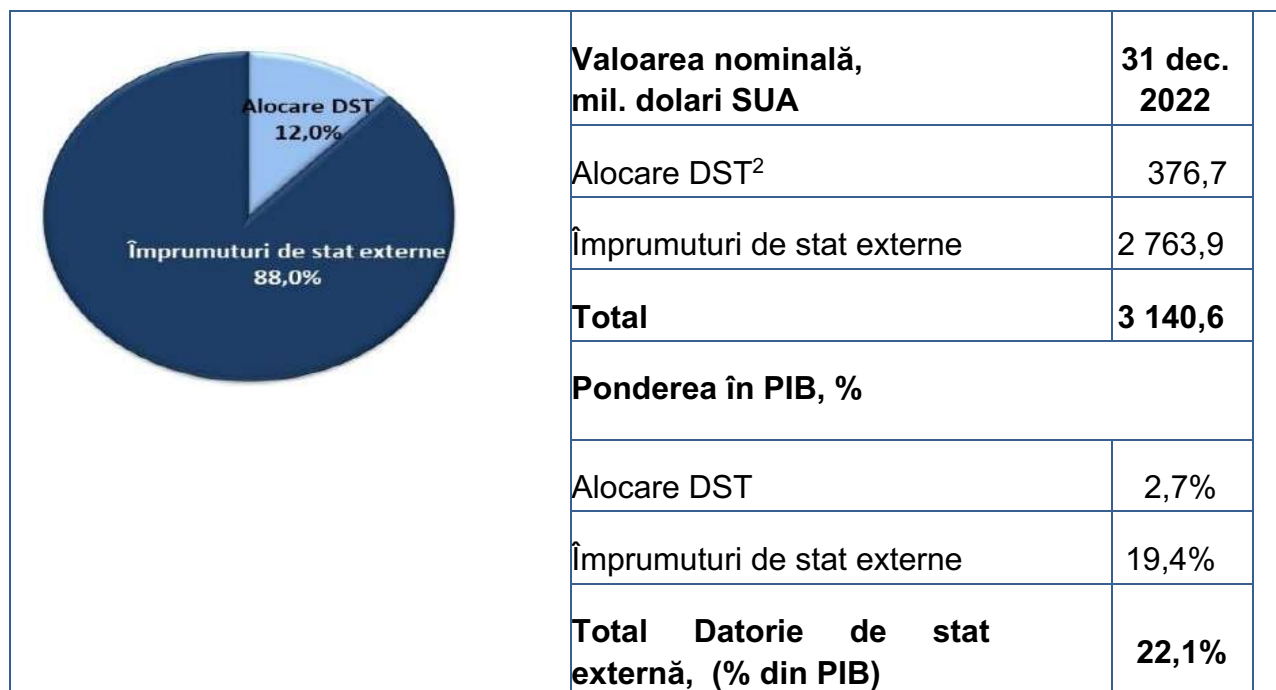 Alocare DST
12,0%
Împrumuturi de stat externe
88,0%
Valoarea nominală,
mil. dolari SUA
31 dec.
2022
Alocare DST2
376,7
Împrumuturi de stat externe
2 763,9
Total
3 140,6
Ponderea în PIB, %
Alocare DST
2,7%
Împrumuturi de stat externe
19,4%
Total Datorie de stat
externă, (% din PIB)
22,1%